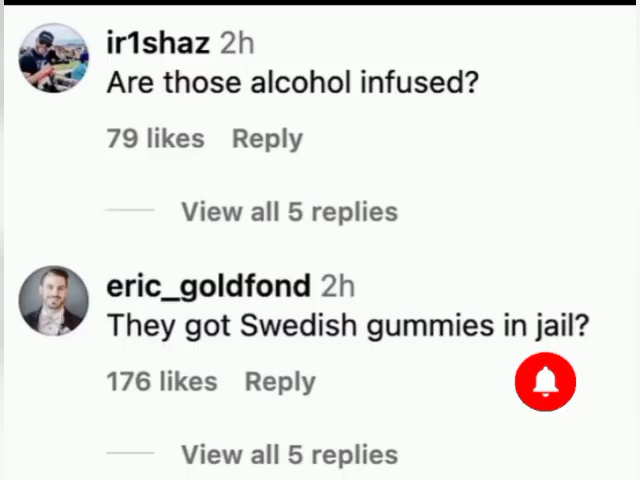 ir1shaz 2h
Are those alcohol infused?
79 likes Reply
View all 5 replies
eric_goldfond 2h
They got Swedish gummies in jail?
176 likes Reply
View all 5 replies